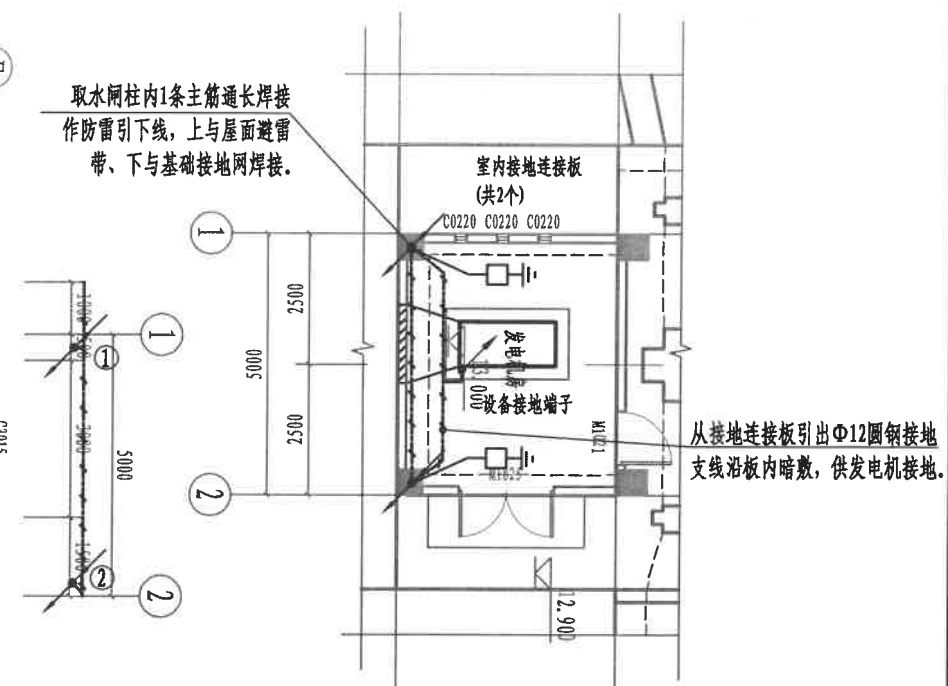 取水闸柱内1条主筋通长焊接
作防雷引下线，上与屋面避雷
带、下与基础接地网焊接。
室内接地连接板
(共2个)
C0220 C0220 C0220
1
2500
5000
2500
2
发电机房
13.000
设备接地端子
M1021
从接地连接板引出Φ12圆钢接地
支线沿板内暗敷，供发电机接地。
12.900
1
1
5000
2
2